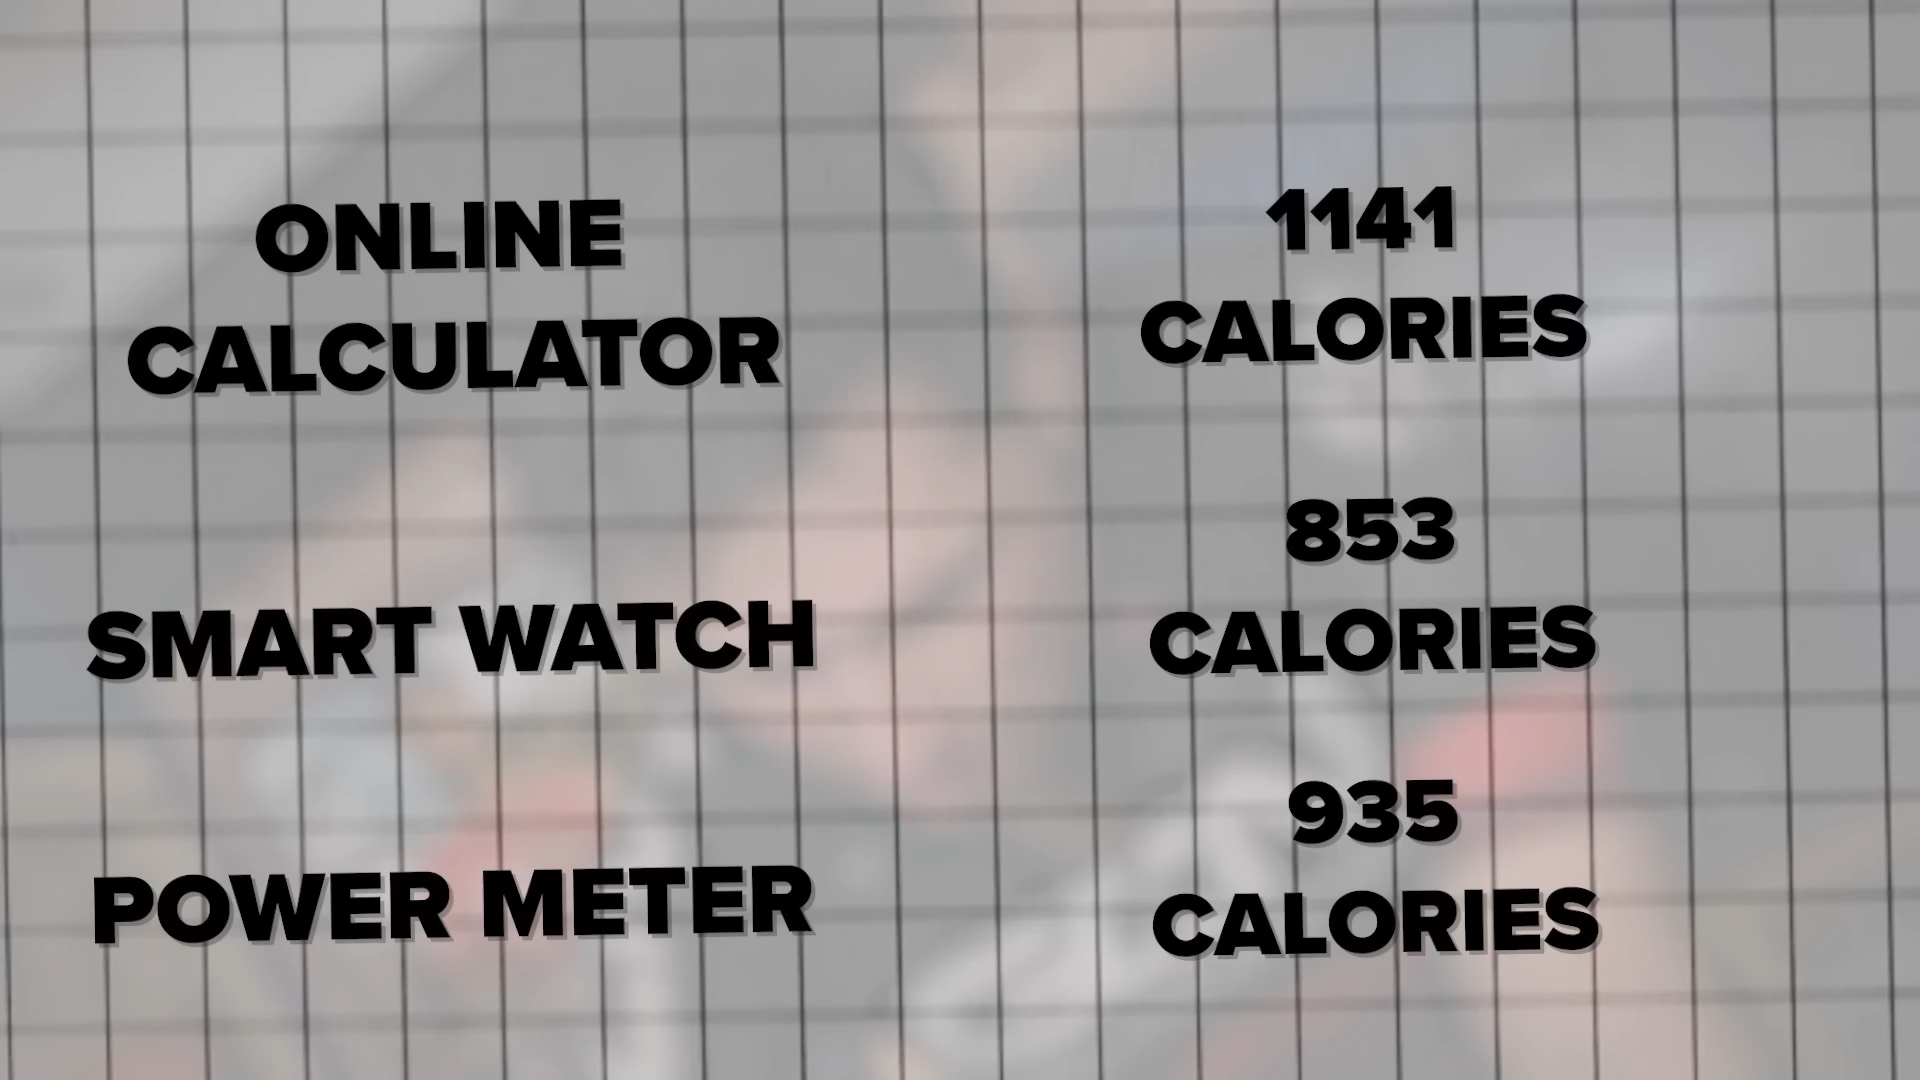 ONLINE
CALCULATOR
1141
CALORIES
SMART WATCH
853
CALORIES
POWER METER
935
CALORIES